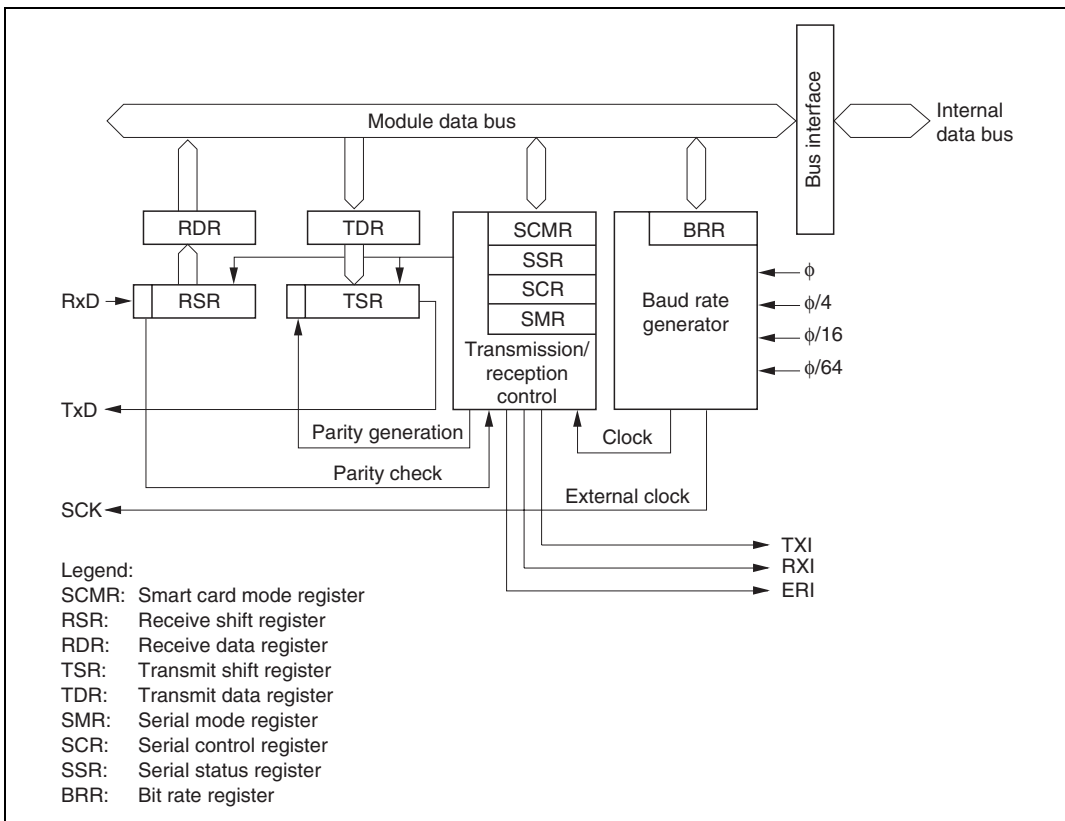 Module data bus
Bus interface
Internal
data bus
RDR
TDR
SCMR
SSR
SCR
SMR
Transmission/
reception
control
BRR
Baud rate
generator
RxD
RSR
TSR
ϕ
ϕ/4
ϕ/16
ϕ/64
TxD
Parity generation
Clock
Parity check
SCK
External clock
TXI
RXI
ERI
Legend:
SCMR: Smart card mode register
RSR: Receive shift register
RDR: Receive data register
TSR: Transmit shift register
TDR: Transmit data register
SMR: Serial mode register
SCR: Serial control register
SSR: Serial status register
BRR: Bit rate register